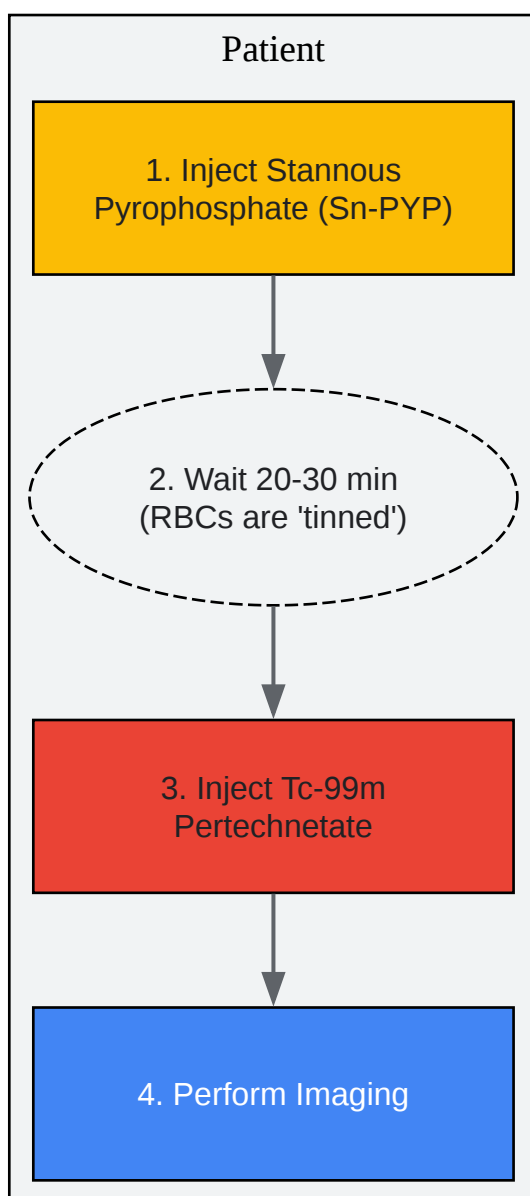 Patient
1. Inject Stannous
Pyrophosphate (Sn-PYP)
2. Wait 20-30 min
(RBCs are 'tinned')
3. Inject Tc-99m
Pertechnetate
4. Perform Imaging